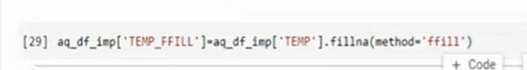 [29] aq_df_imp['TEMP_FFILL']=aq_df_imp['TEMP'].fillna(method='ffill')
+ Code